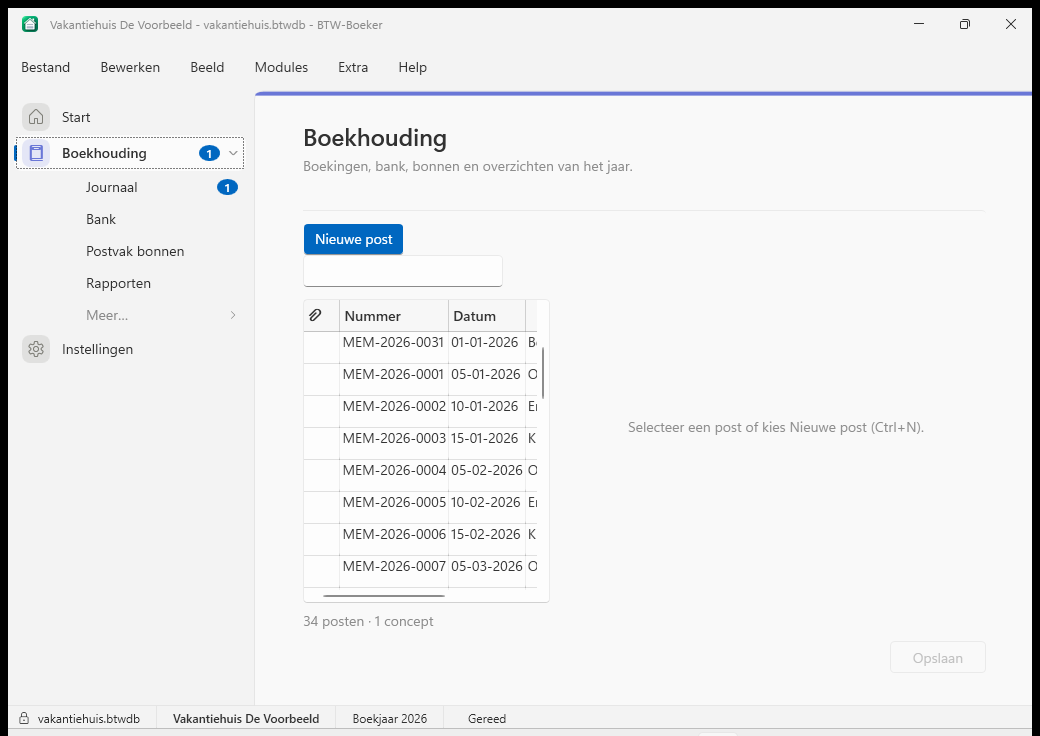 Vakantiehuis De Voorbeeld - vakantiehuis.btwdb - BTW-Boeker
Bestand Bewerken Beeld Modules Extra Help
Start
Boekhouding 1
Journaal 1
Bank
Postvak bonnen
Rapporten
Meer...
Instellingen
Boekhouding
Boekingen, bank, bonnen en overzichten van het jaar.
Nieuwe post
Nummer Datum
MEM-2026-0031 01-01-2026
MEM-2026-0001 05-01-2026
MEM-2026-0002 10-01-2026
MEM-2026-0003 15-01-2026
MEM-2026-0004 05-02-2026
MEM-2026-0005 10-02-2026
MEM-2026-0006 15-02-2026
MEM-2026-0007 05-03-2026
34 posten · 1 concept
Selecteer een post of kies Nieuwe post (Ctrl+N).
Opslaan
vakantiehuis.btwdb Vakantiehuis De Voorbeeld Boekjaar 2026 Gereed